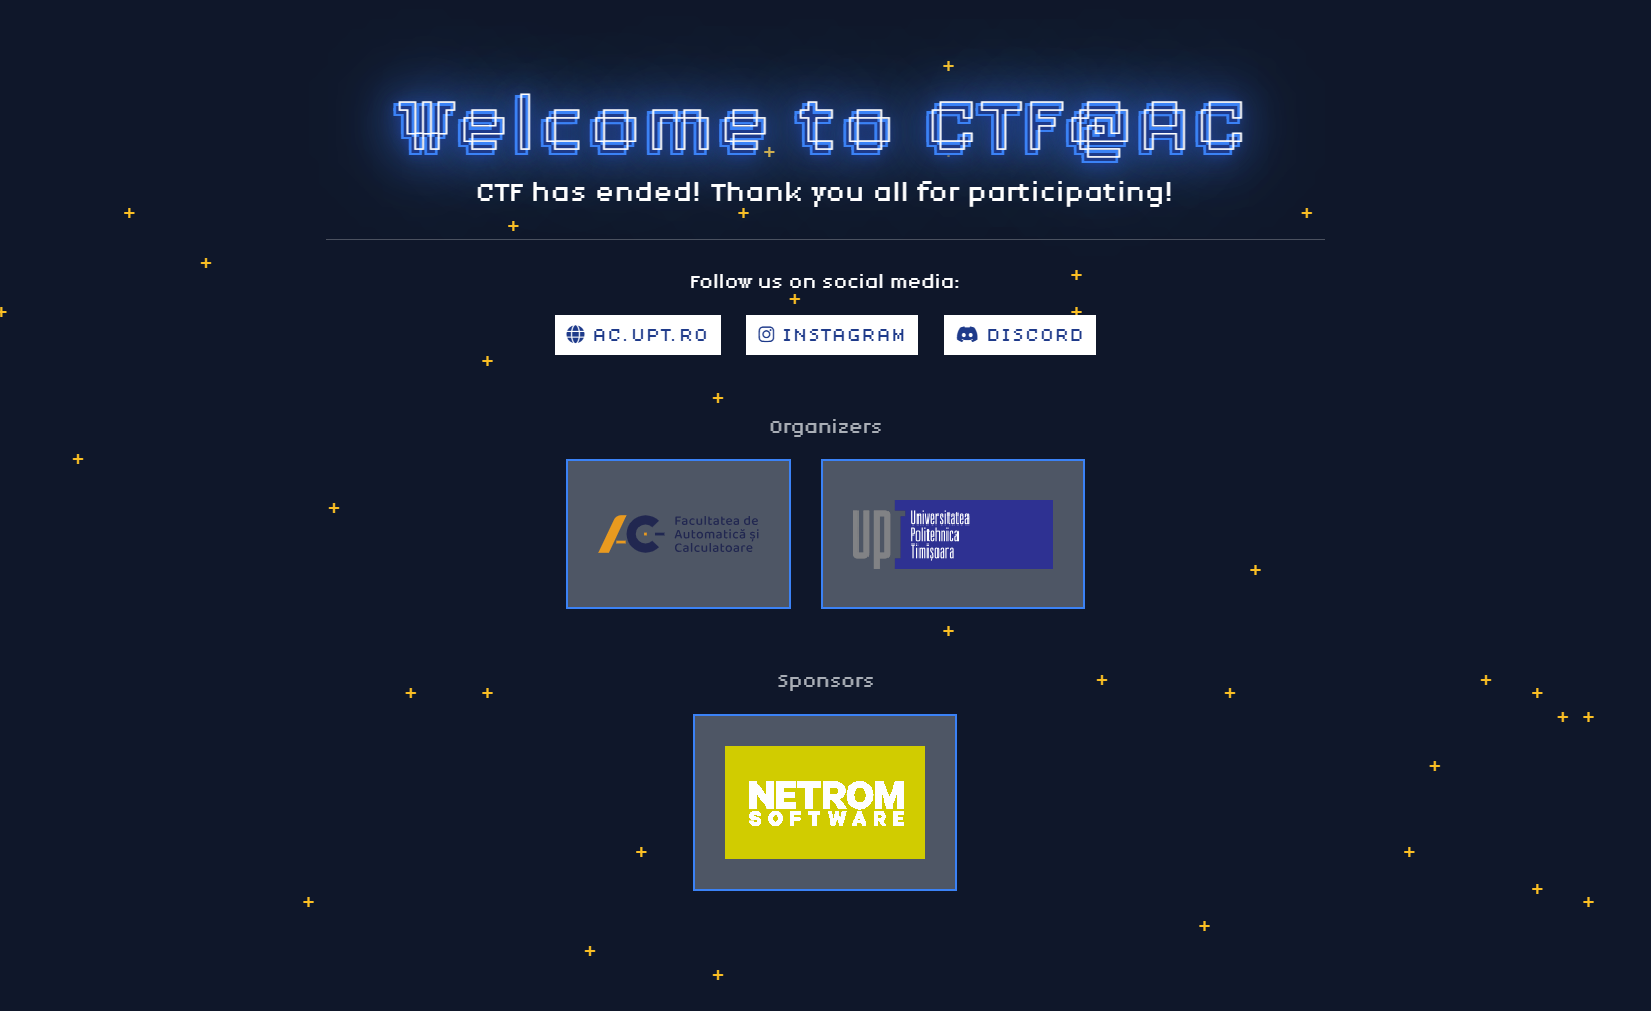 Welcome to CTF@AC
CTF has ended! Thank you all for participating!
Follow us on social media:
AC.UPT.RO
INSTAGRAM
DISCORD
Organizers
AC
Facultatea de
Automatică și
Calculatoare
UPT
Universitatea
Politehnica
Timișoara
Sponsors
NETROM
SOFTWARE